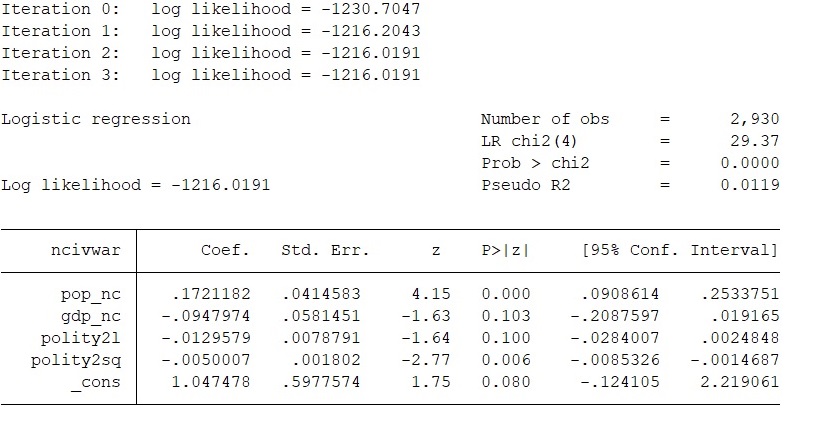 Iteration 0:   log likelihood = -1230.7047
Iteration 1:   log likelihood = -1216.2043
Iteration 2:   log likelihood = -1216.0191
Iteration 3:   log likelihood = -1216.0191
Logistic regression                             Number of obs     =      2,930
                                                LR chi2(4)        =      29.37
                                                Prob > chi2       =     0.0000
Log likelihood = -1216.0191                     Pseudo R2         =     0.0119
ncivwar      Coef.   Std. Err.      z    P>|z|     [95% Conf. Interval]
pop_nc   .1721182   .0414583     4.15   0.000     .0908614    .2533751
gdp_nc  -.0947974   .0581451    -1.63   0.103    -.2087597     .019165
polity2l  -.0129579   .0078791    -1.64   0.100    -.0284007    .0024848
polity2sq  -.0050007    .001802    -2.77   0.006    -.0085326   -.0014687
_cons   1.047478   .5977574     1.75   0.080     -.124105    2.219061